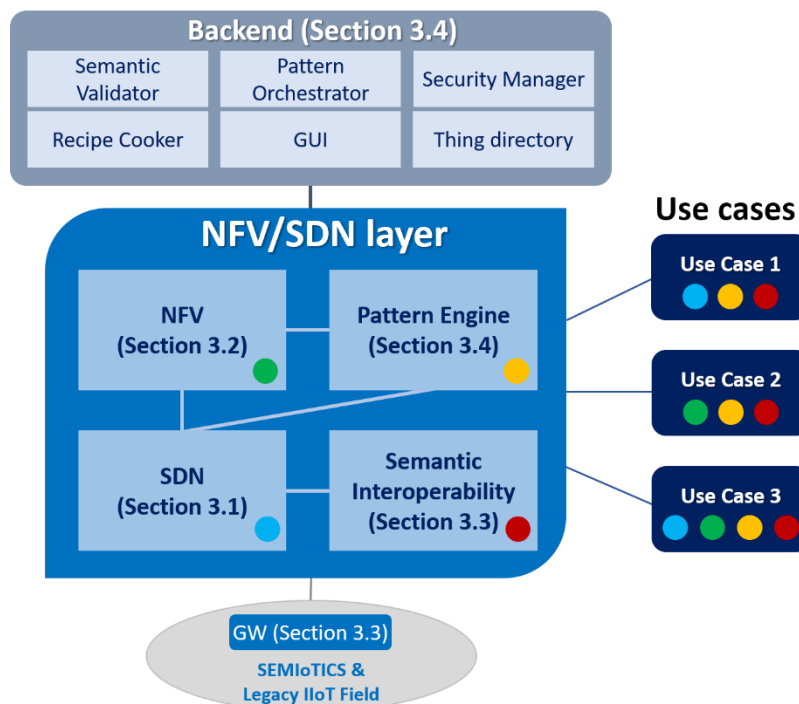 Backend (Section 3.4)
Semantic
Validator
Pattern
Orchestrator
Security Manager
Recipe Cooker
GUI
Thing directory
NFV/SDN layer
NFV
(Section 3.2)
Pattern Engine
(Section 3.4)
SDN
(Section 3.1)
Semantic
Interoperability
(Section 3.3)
Use cases
Use Case 1
Use Case 2
Use Case 3
GW (Section 3.3)
SEMIoTICS &
Legacy IIoT Field